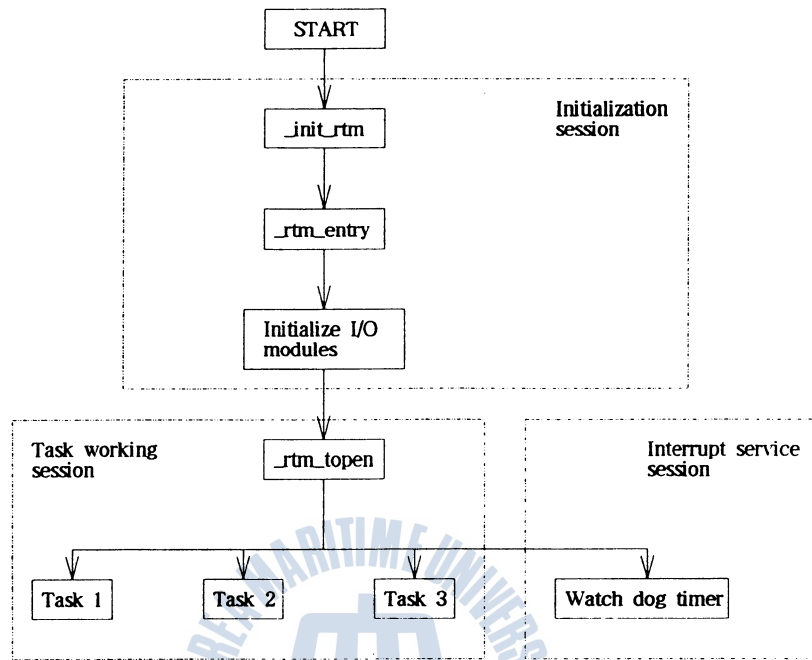 START
Initialization
session
_init_rtm
_rtm_entry
Initialize I/O
modules
Task working
session
_rtm_topen
Interrupt service
session
Task 1
Task 2
Task 3
Watch dog timer
MARITIME